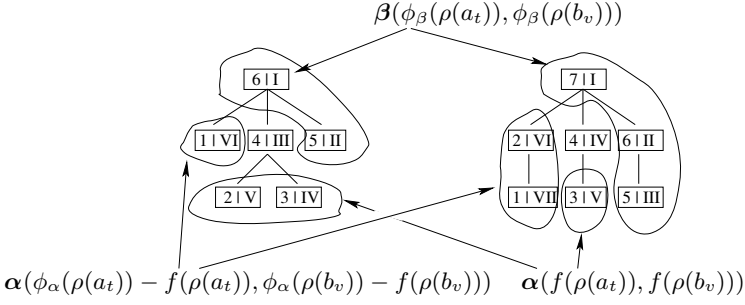 𝜷(ϕ_β(ρ(a_t)), ϕ_β(ρ(b_v)))
6 | I 7 | I
1 | VI 4 | III 5 | II 2 | VI 4 | IV 6 | II
2 | V 3 | IV 1 | VII 3 | V 5 | III
𝜶(ϕ_α(ρ(a_t)) − f(ρ(a_t)), ϕ_α(ρ(b_v)) − f(ρ(b_v))) 𝜶(f(ρ(a_t)), f(ρ(b_v)))